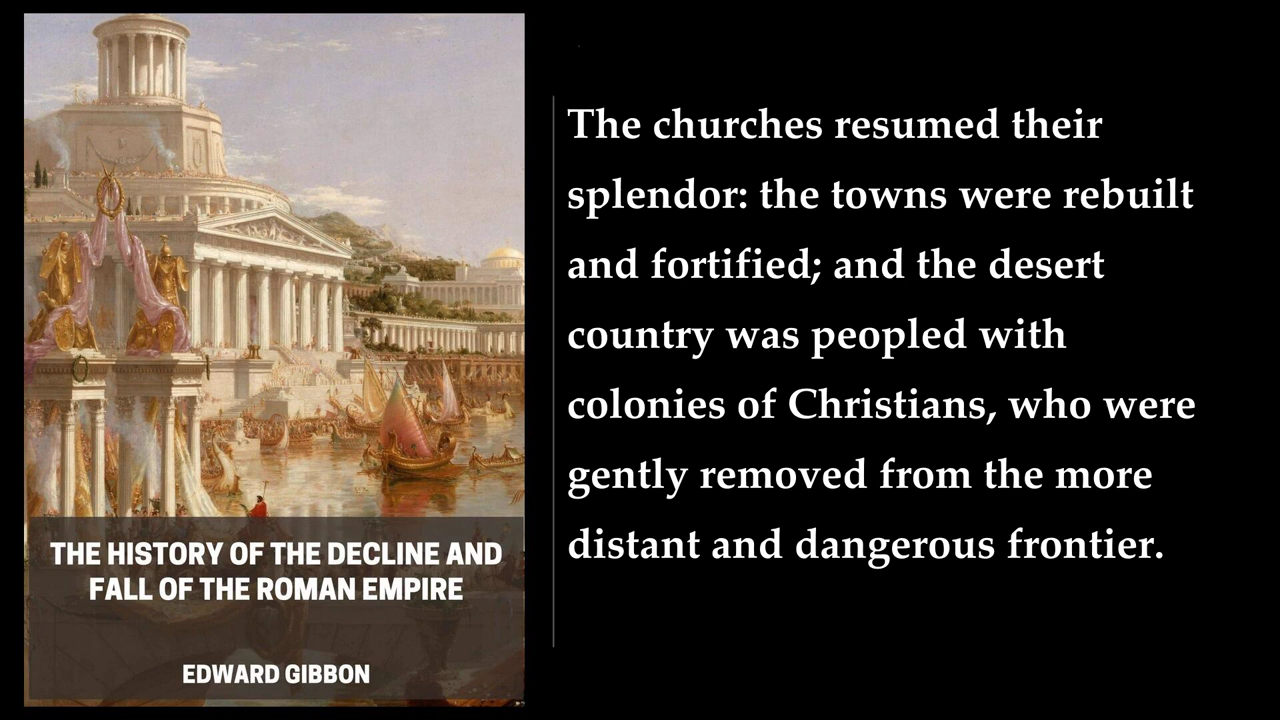 THE HISTORY OF THE DECLINE AND
FALL OF THE ROMAN EMPIRE
EDWARD GIBBON
The churches resumed their
splendor: the towns were rebuilt
and fortified; and the desert
country was peopled with
colonies of Christians, who were
gently removed from the more
distant and dangerous frontier.